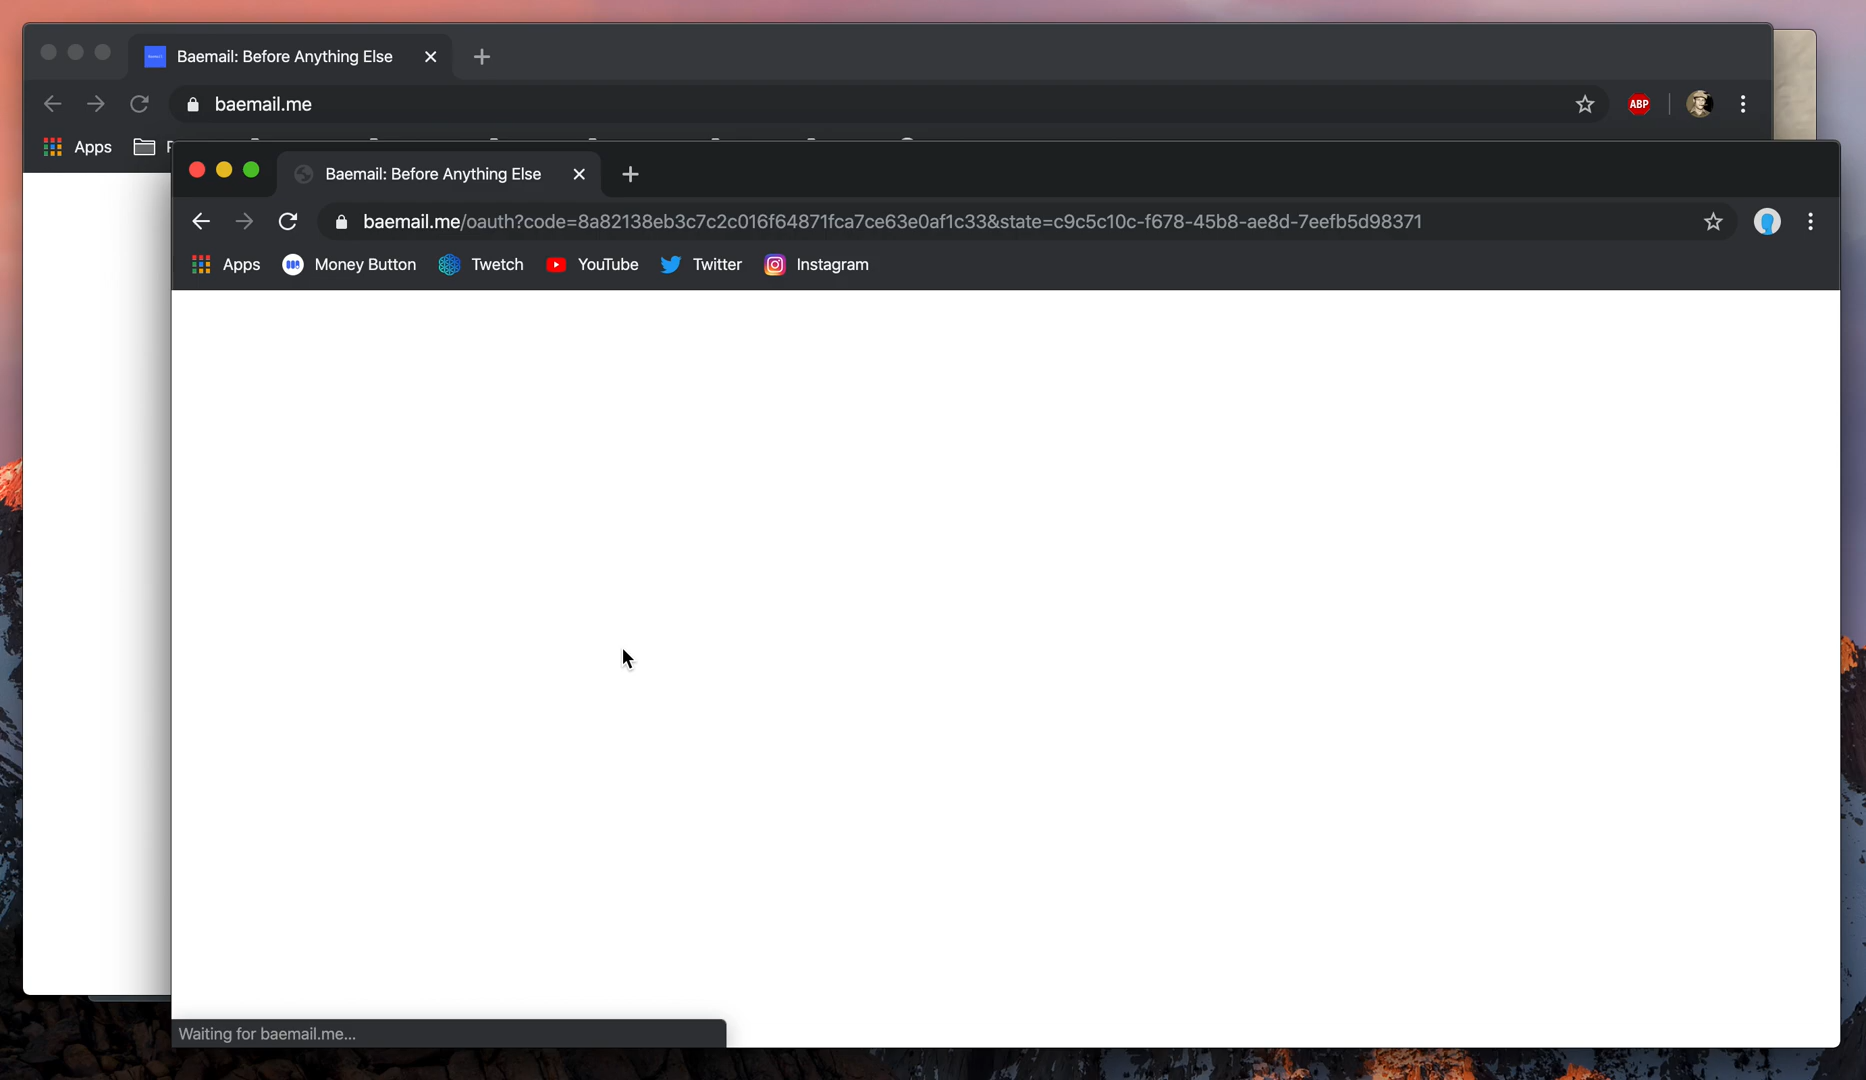 Baemail: Before Anything Else
baemail.me
ABP
Apps
Baemail: Before Anything Else
baemail.me/oauth?code=8a82138eb3c7c2c016f64871fca7ce63e0af1c33&state=c9c5c10c-f678-45b8-ae8d-7eefb5d98371
Apps Money Button Twetch YouTube Twitter Instagram
Waiting for baemail.me...